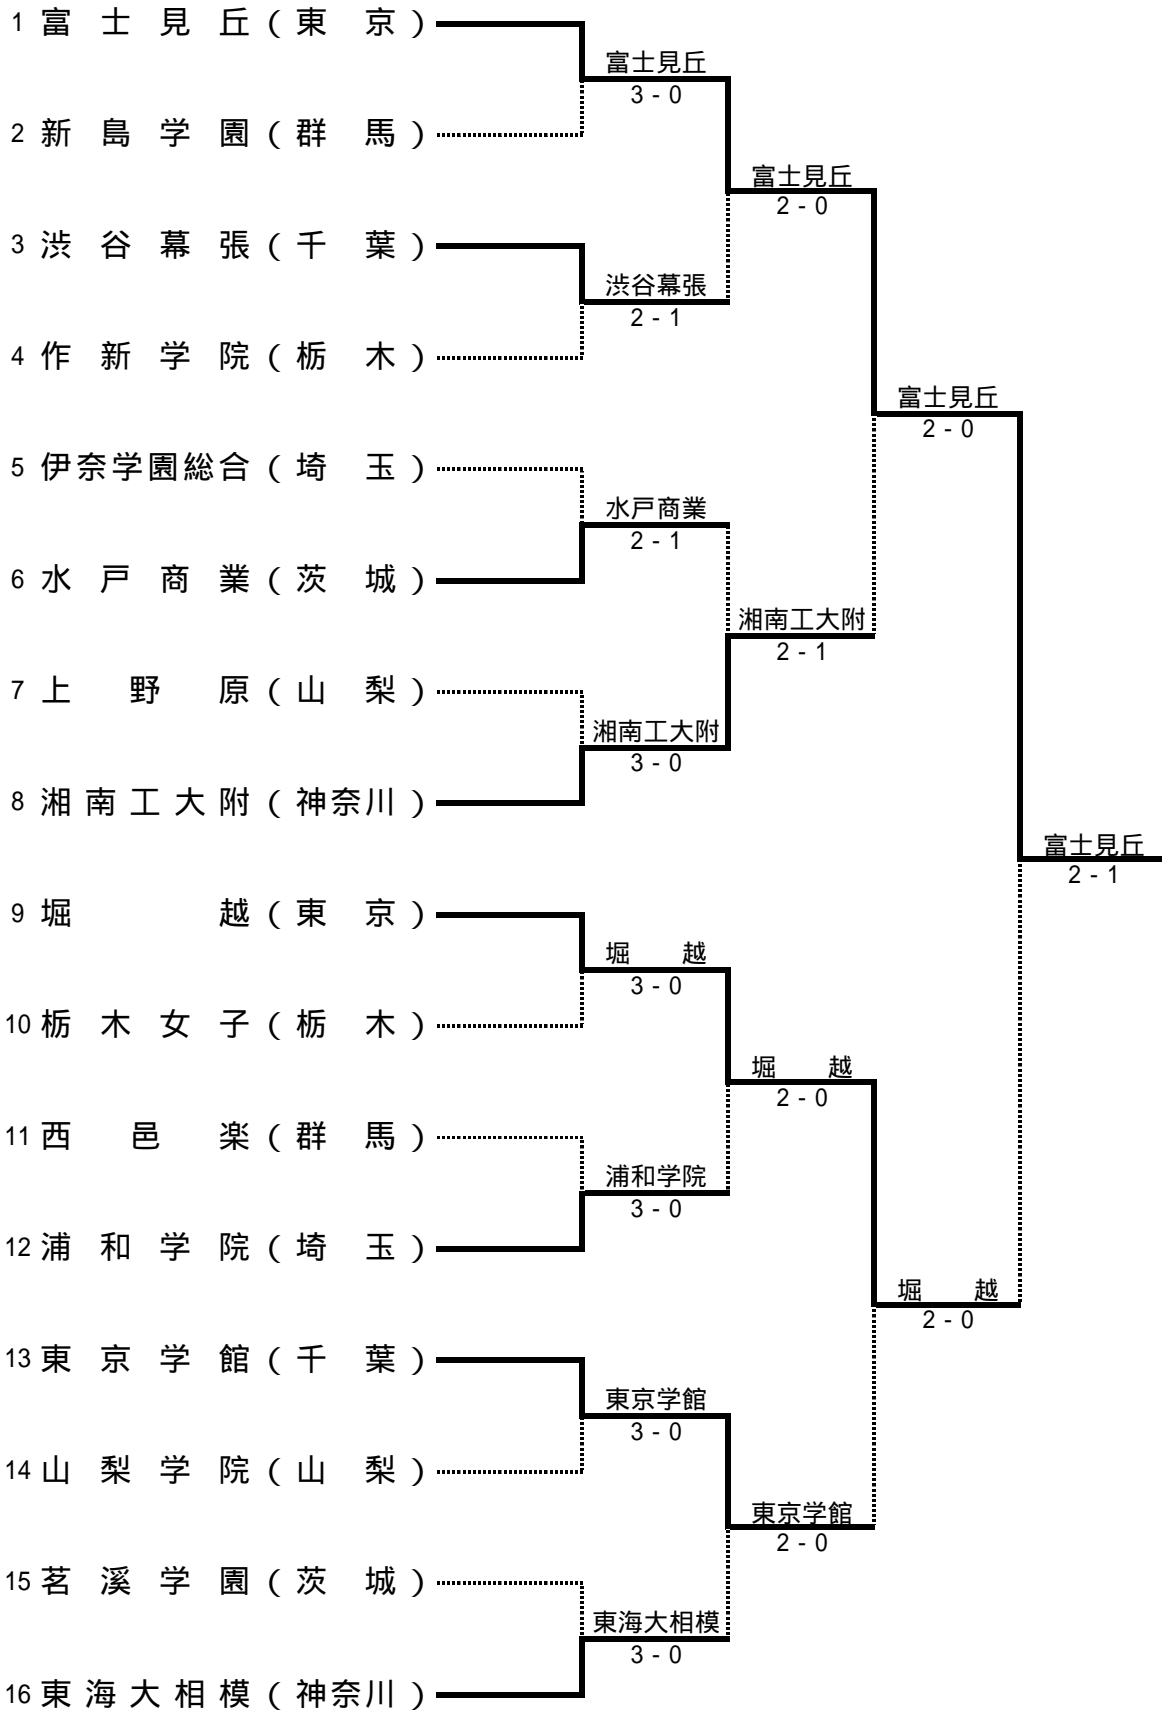 1 富士見丘 ( 東京 )
富士見丘
3 - 0
2 新島学園 ( 群馬 )
富士見丘
2 - 0
3 渋谷幕張 ( 千葉 )
渋谷幕張
2 - 1
4 作新学院 ( 栃木 )
富士見丘
2 - 0
5 伊奈学園総合 ( 埼玉 )
水戸商業
2 - 1
6 水戸商業 ( 茨城 )
湘南工大附
2 - 1
7 上野原 ( 山梨 )
湘南工大附
3 - 0
8 湘南工大附 ( 神奈川 )
富士見丘
2 - 1
9 堀越 ( 東京 )
堀越
3 - 0
10 栃木女子 ( 栃木 )
堀越
2 - 0
11 西邑楽 ( 群馬 )
浦和学院
3 - 0
12 浦和学院 ( 埼玉 )
堀越
2 - 0
13 東京学館 ( 千葉 )
東京学館
3 - 0
14 山梨学院 ( 山梨 )
東京学館
2 - 0
15 茗溪学園 ( 茨城 )
東海大相模
3 - 0
16 東海大相模 ( 神奈川 )